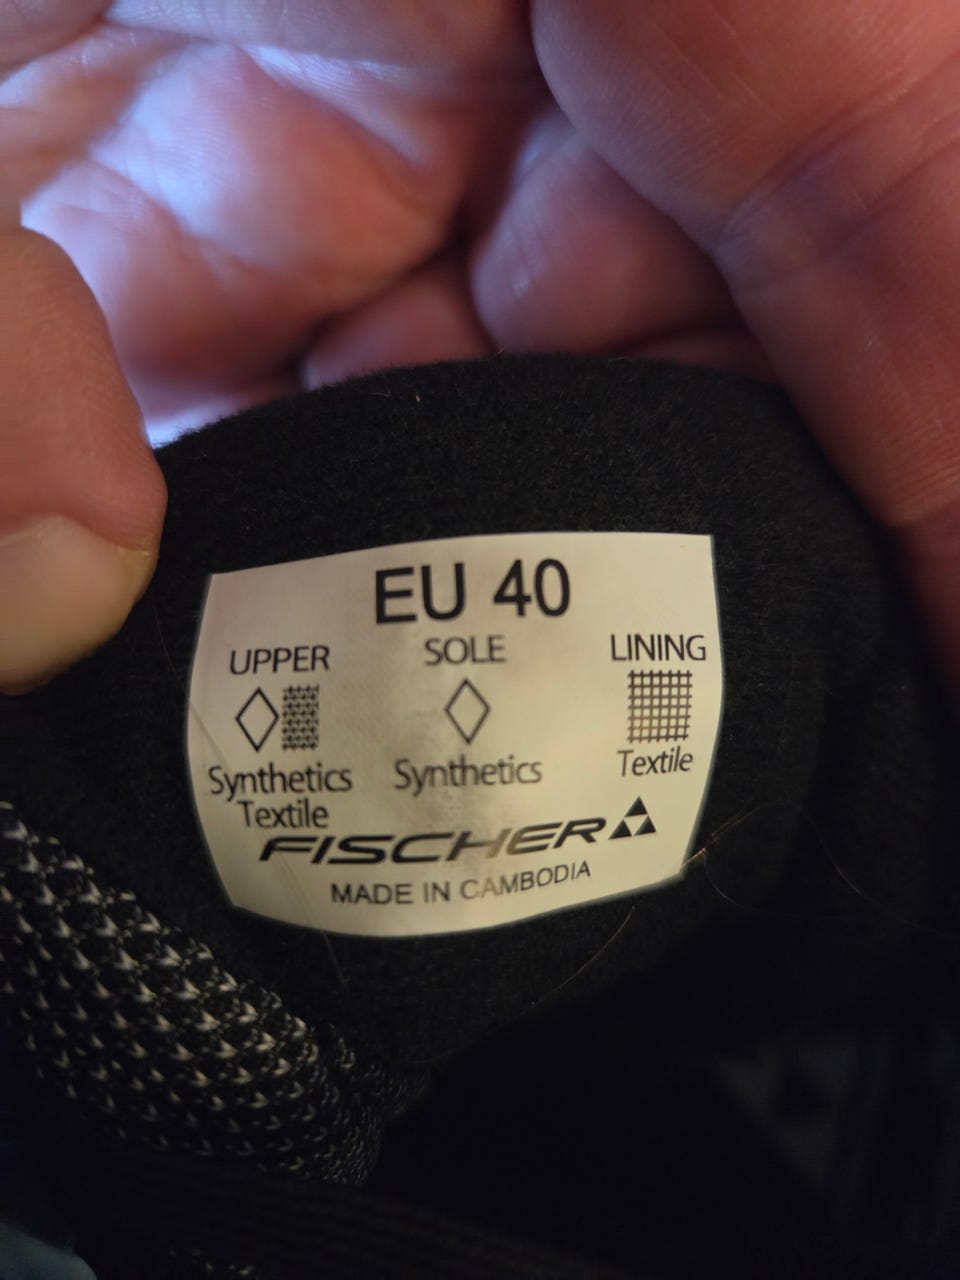 EU 40
UPPER SOLE LINING
Synthetics Synthetics Textile
Textile
FISCHER
MADE IN CAMBODIA